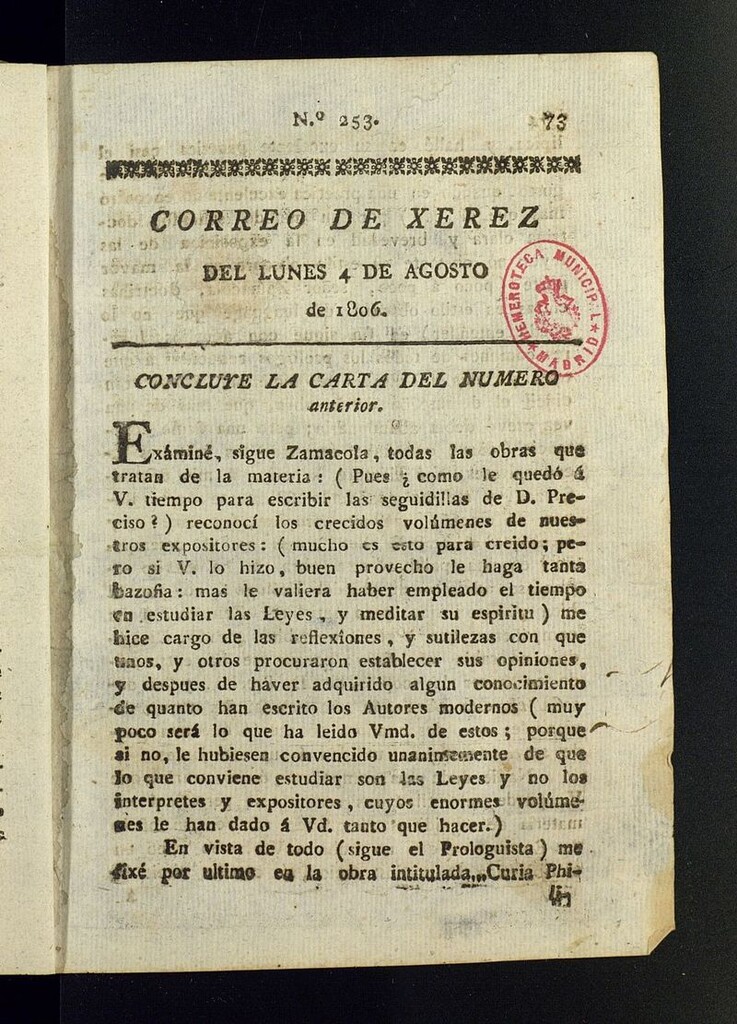 N.º 253.
73
CORREO DE XEREZ
DEL LUNES 4 DE AGOSTO
de 1806.
HEMEROTECA MUNICIPAL
MADRID
CONCLUYE LA CARTA DEL NUMERO
anterior.
Exáminé, sigue Zamacola, todas las obras que
tratan de la materia: ( Pues ¿ como le quedó á
V. tiempo para escribir las seguidillas de D. Pre-
ciso? ) reconocí los crecidos volúmenes de nues-
tros expositores: ( mucho es esto para creido; pe-
ro si V. lo hizo, buen provecho le haga tanta
bazofia: mas le valiera haber empleado el tiempo
en estudiar las Leyes, y meditar su espiritu ) me
hice cargo de las reflexîones, y sutilezas con que
unos, y otros procuraron establecer sus opiniones,
y despues de haver adquirido algun conocimiento
de quanto han escrito los Autores modernos ( muy
poco será lo que ha leido Vmd. de estos; porque
si no, le hubiesen convencido unanimemente de que
lo que conviene estudiar son las Leyes y no los
interpretes y expositores, cuyos enormes volúme-
nes le han dado á Vd. tanto que hacer.)
En vista de todo (sigue el Prologuista) me
fixé por ultimo en la obra intitulada,,,Curia Phi-
li-